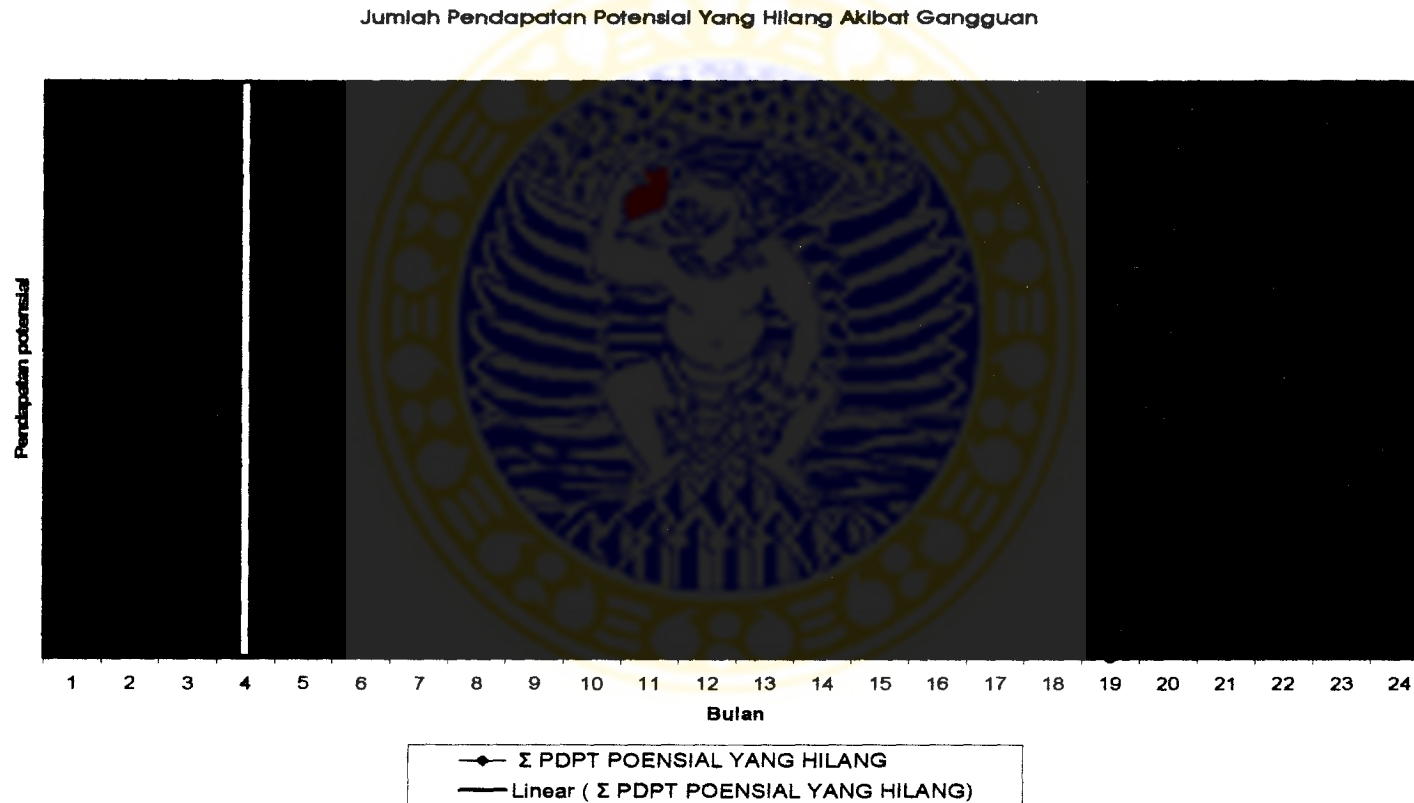 Jumlah Pendapatan Potensial Yang Hilang Akibat Gangguan
Pendapatan potensial
1 2 3 4 5 6 7 8 9 10 11 12 13 14 15 16 17 18 19 20 21 22 23 24
Bulan
Σ PDPT POENSIAL YANG HILANG
Linear ( Σ PDPT POENSIAL YANG HILANG)